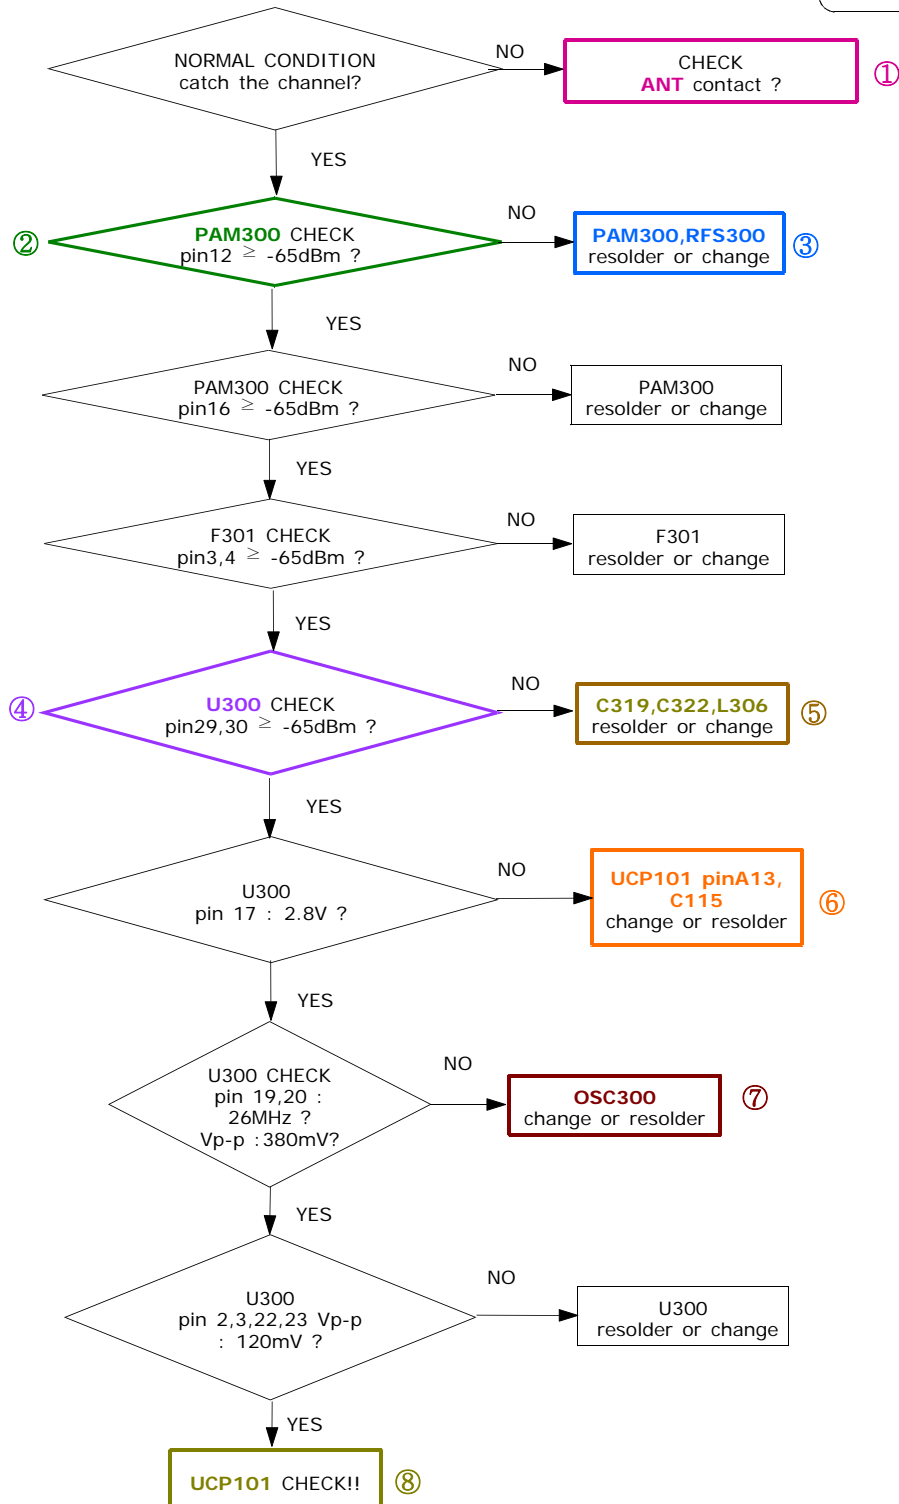 NORMAL CONDITION
catch the channel?
NO
CHECK
ANT contact ?
①
YES
②
PAM300 CHECK
pin12 ≥ -65dBm ?
NO
PAM300,RFS300
resolder or change
③
YES
PAM300 CHECK
pin16 ≥ -65dBm ?
NO
PAM300
resolder or change
YES
F301 CHECK
pin3,4 ≥ -65dBm ?
NO
F301
resolder or change
YES
④
U300 CHECK
pin29,30 ≥ -65dBm ?
NO
C319,C322,L306
resolder or change
⑤
YES
U300
pin 17 : 2.8V ?
NO
UCP101 pinA13,
C115
change or resolder
⑥
YES
U300 CHECK
pin 19,20 :
26MHz ?
Vp-p :380mV?
NO
OSC300
change or resolder
⑦
YES
U300
pin 2,3,22,23 Vp-p
: 120mV ?
NO
U300
resolder or change
YES
UCP101 CHECK!!
⑧